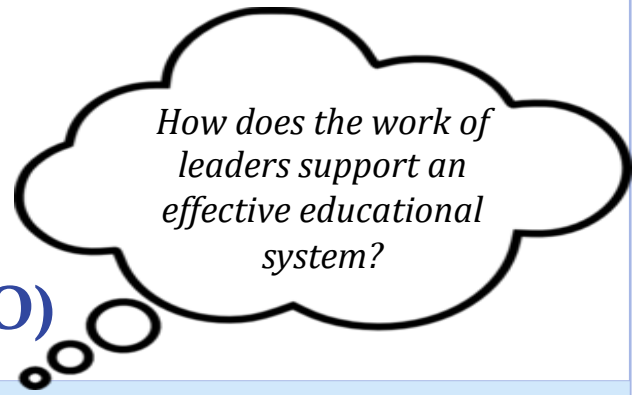 How does the work of
leaders support an
effective educational
system?
O)